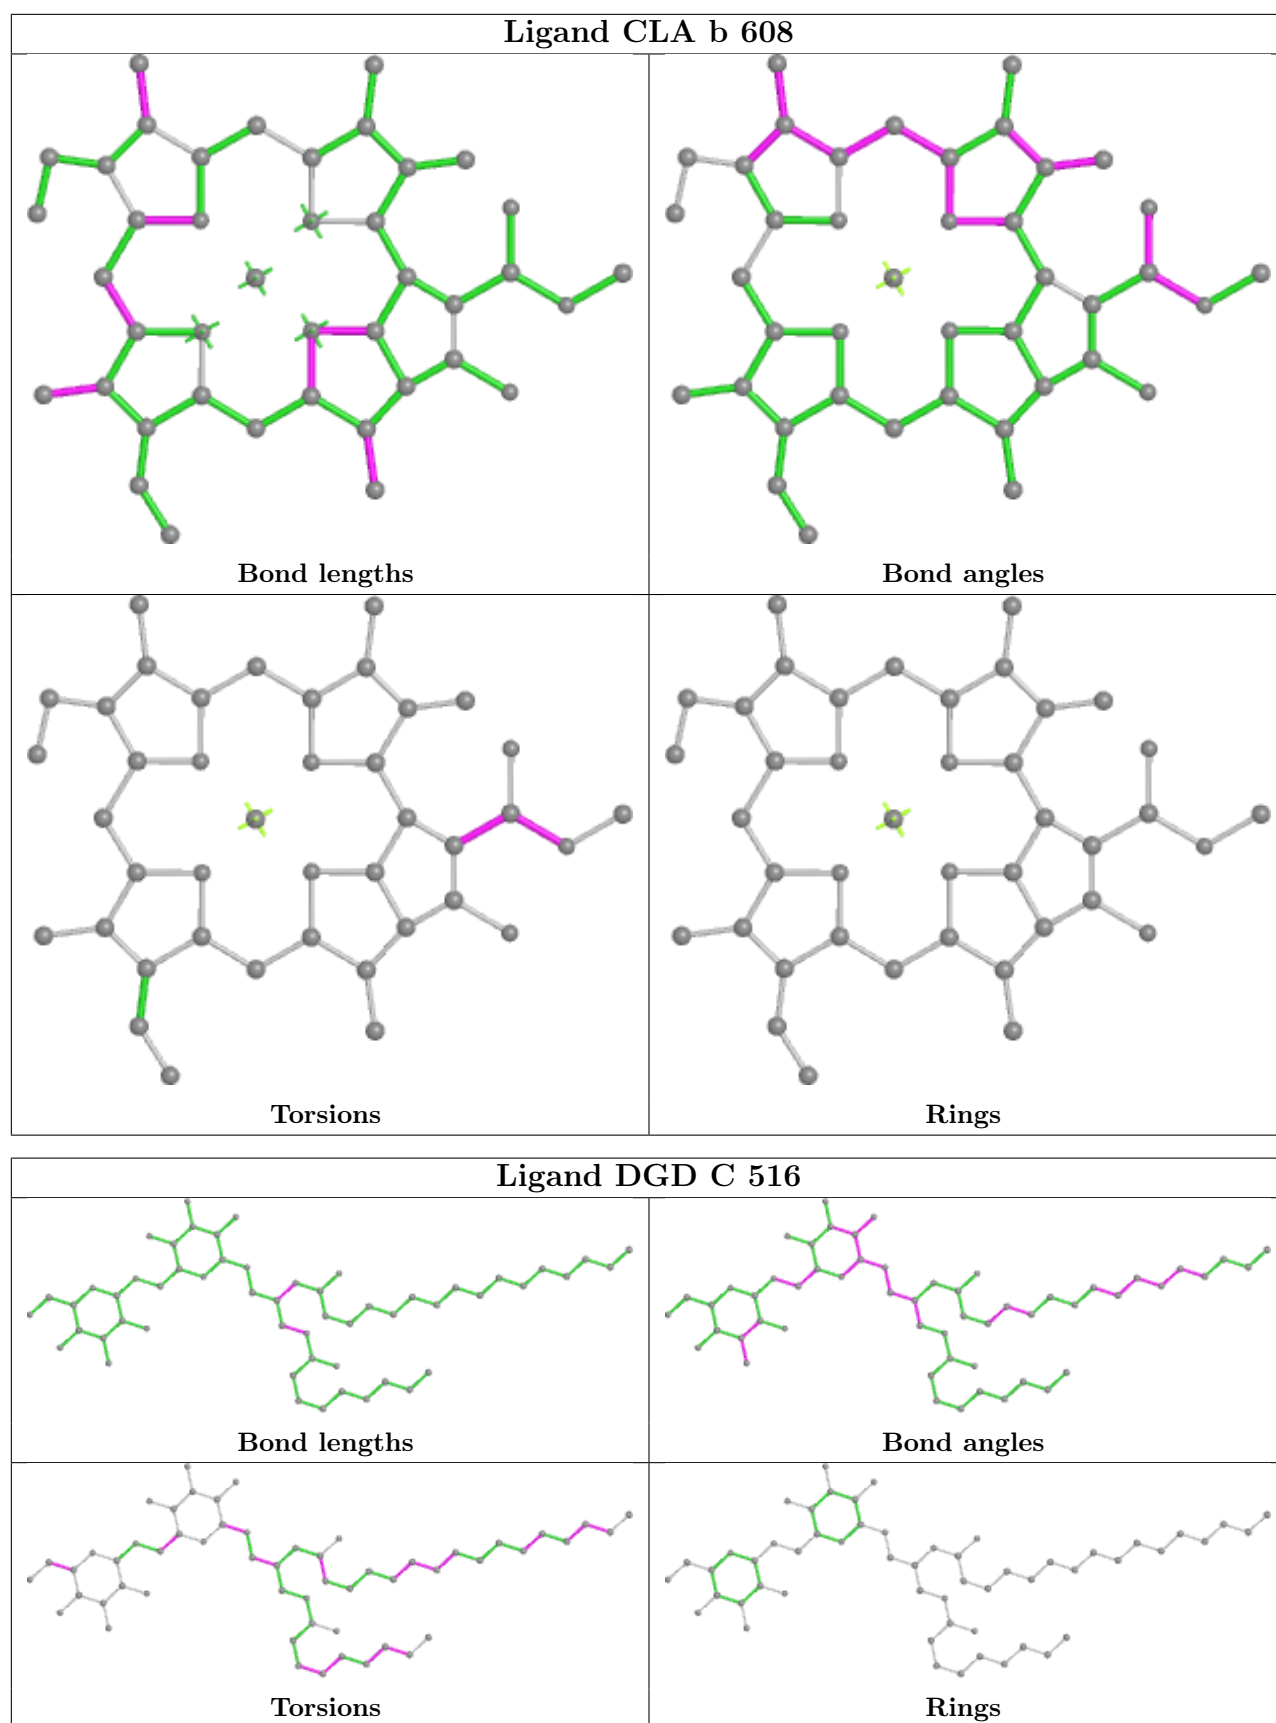 Ligand CLA b 608
Bond lengths
Bond angles
Torsions
Rings
Ligand DGD C 516
Bond lengths
Bond angles
Torsions
Rings